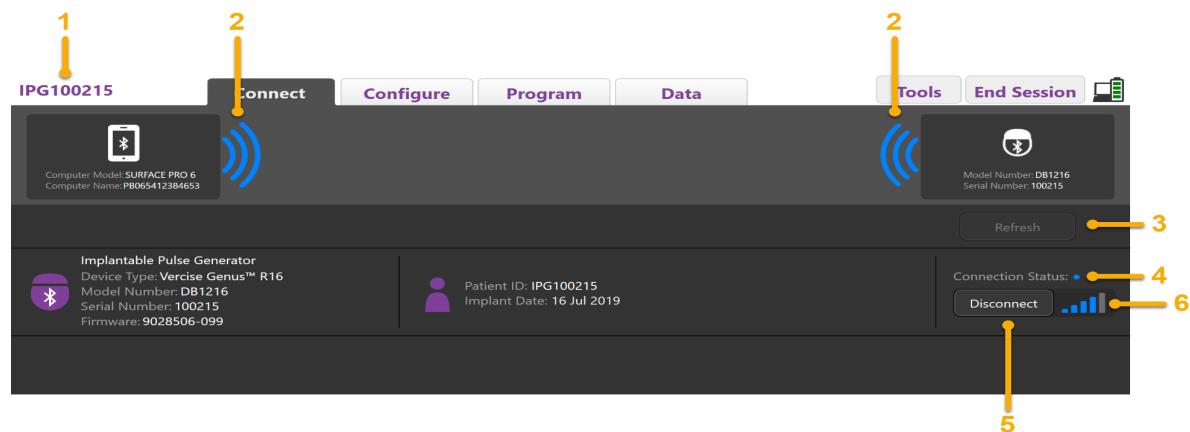 1 2 2
IPG100215 Connect Configure Program Data Tools End Session
Computer Model: SURFACE PRO 6
Computer Name: PB065412384653
Model Number: DB1216
Serial Number: 100215
Refresh 3
Implantable Pulse Generator
Device Type: Vercise Genus™ R16
Model Number: DB1216
Serial Number: 100215
Firmware: 9028506-099
Patient ID: IPG100215
Implant Date: 16 Jul 2019
Connection Status: 4
Disconnect 6
5